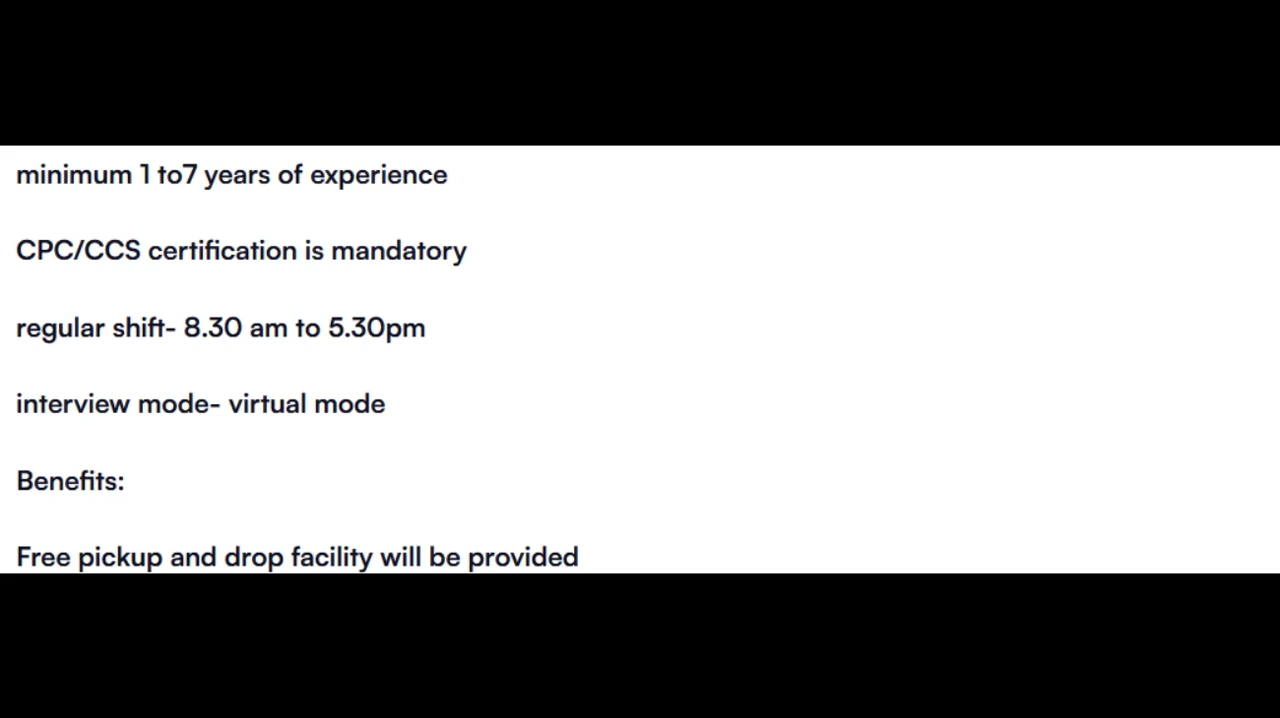 minimum 1 to7 years of experience
CPC/CCS certification is mandatory
regular shift- 8.30 am to 5.30pm
interview mode- virtual mode
Benefits:
Free pickup and drop facility will be provided